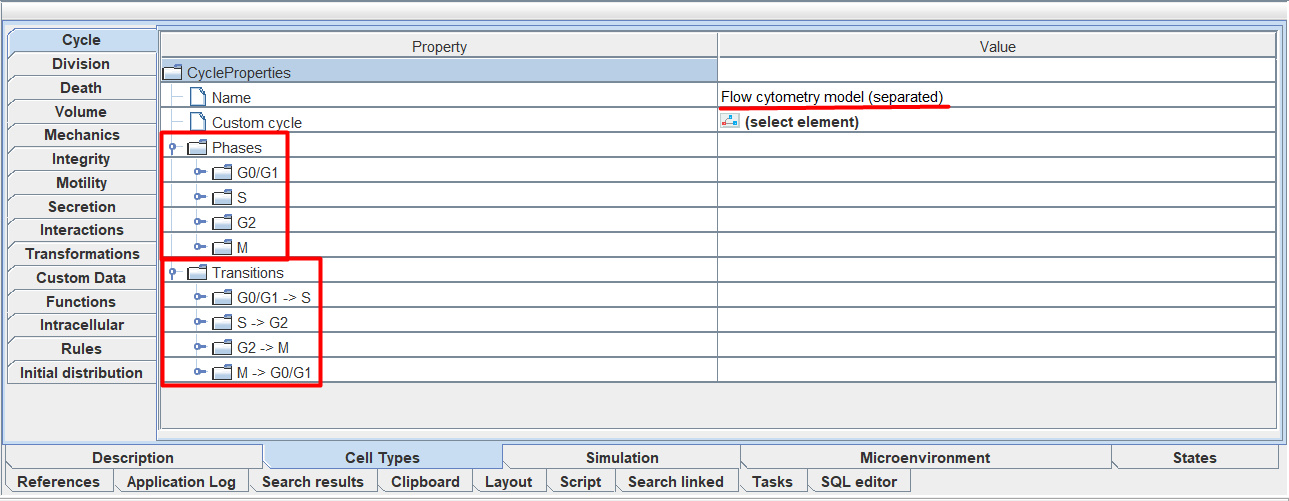 Cycle
Division
Death
Volume
Mechanics
Integrity
Motility
Secretion
Interactions
Transformations
Custom Data
Functions
Intracellular
Rules
Initial distribution
Property Value
CycleProperties
Name Flow cytometry model (separated)
Custom cycle (select element)
Phases
G0/G1
S
G2
M
Transitions
G0/G1 -> S
S -> G2
G2 -> M
M -> G0/G1
Description Cell Types Simulation Microenvironment States
References Application Log Search results Clipboard Layout Script Search linked Tasks SQL editor